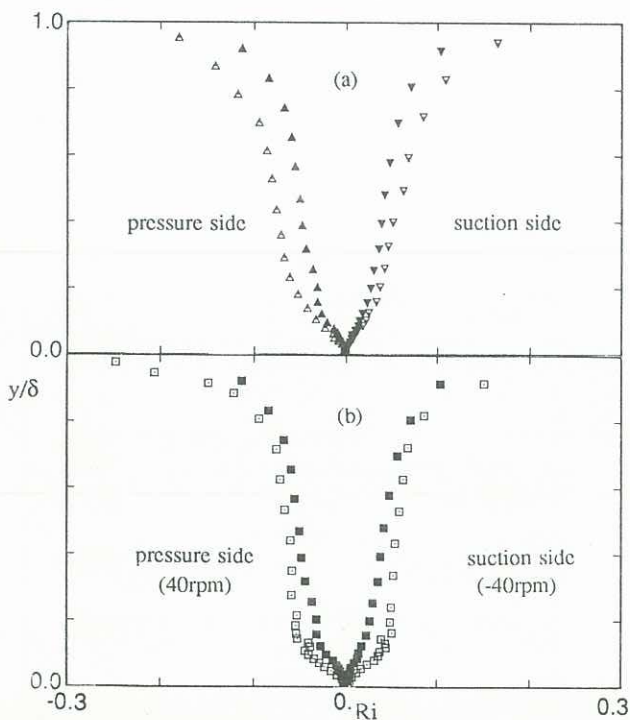 1.0
(a)
pressure side
suction side
0.0
y/δ
(b)
pressure side
(40rpm)
suction side
(-40rpm)
0.0
-0.3
0.
Ri
0.3